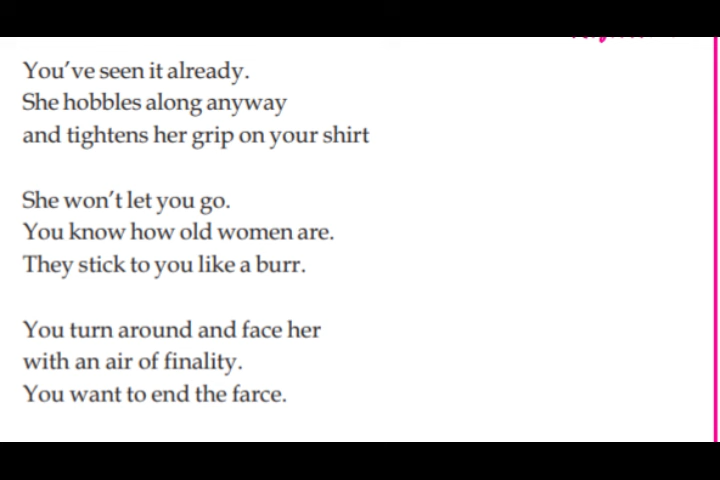 You've seen it already.
She hobbles along anyway
and tightens her grip on your shirt
She won't let you go.
You know how old women are.
They stick to you like a burr.
You turn around and face her
with an air of finality.
You want to end the farce.